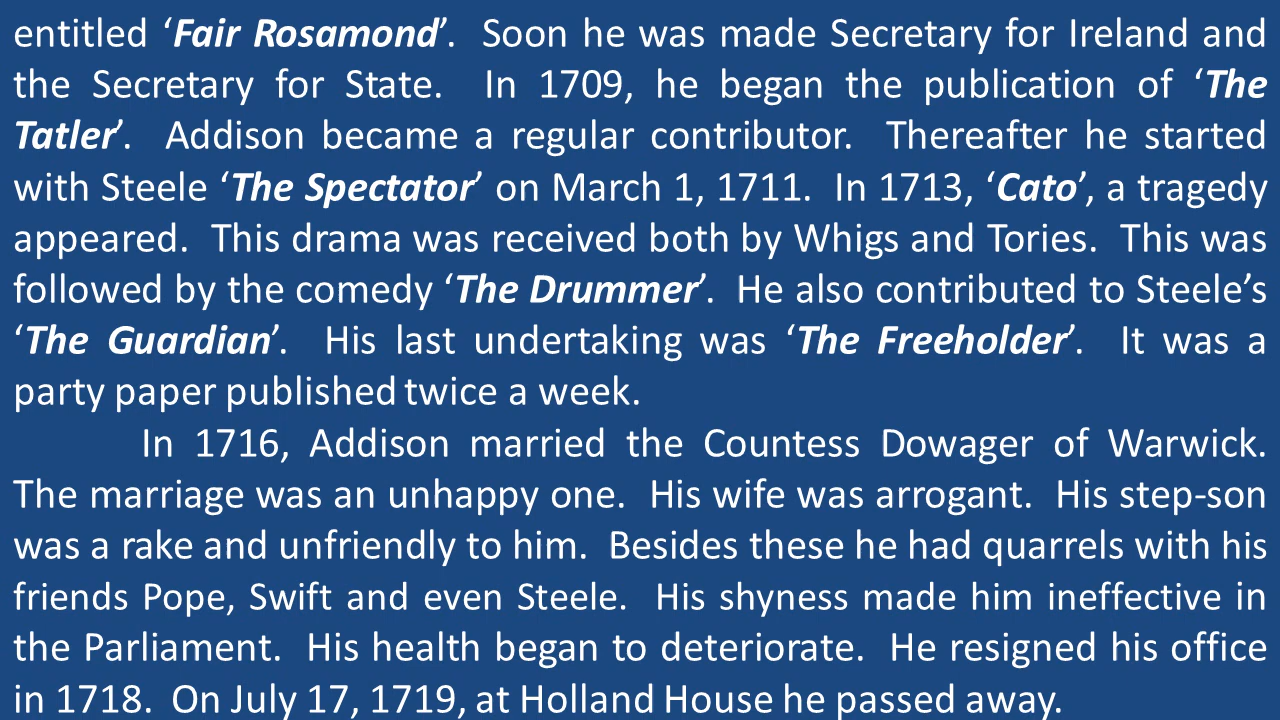 entitled ‘Fair Rosamond’. Soon he was made Secretary for Ireland and
the Secretary for State. In 1709, he began the publication of ‘The
Tatler’. Addison became a regular contributor. Thereafter he started
with Steele ‘The Spectator’ on March 1, 1711. In 1713, ‘Cato’, a tragedy
appeared. This drama was received both by Whigs and Tories. This was
followed by the comedy ‘The Drummer’. He also contributed to Steele’s
‘The Guardian’. His last undertaking was ‘The Freeholder’. It was a
party paper published twice a week.
In 1716, Addison married the Countess Dowager of Warwick.
The marriage was an unhappy one. His wife was arrogant. His step-son
was a rake and unfriendly to him. Besides these he had quarrels with his
friends Pope, Swift and even Steele. His shyness made him ineffective in
the Parliament. His health began to deteriorate. He resigned his office
in 1718. On July 17, 1719, at Holland House he passed away.